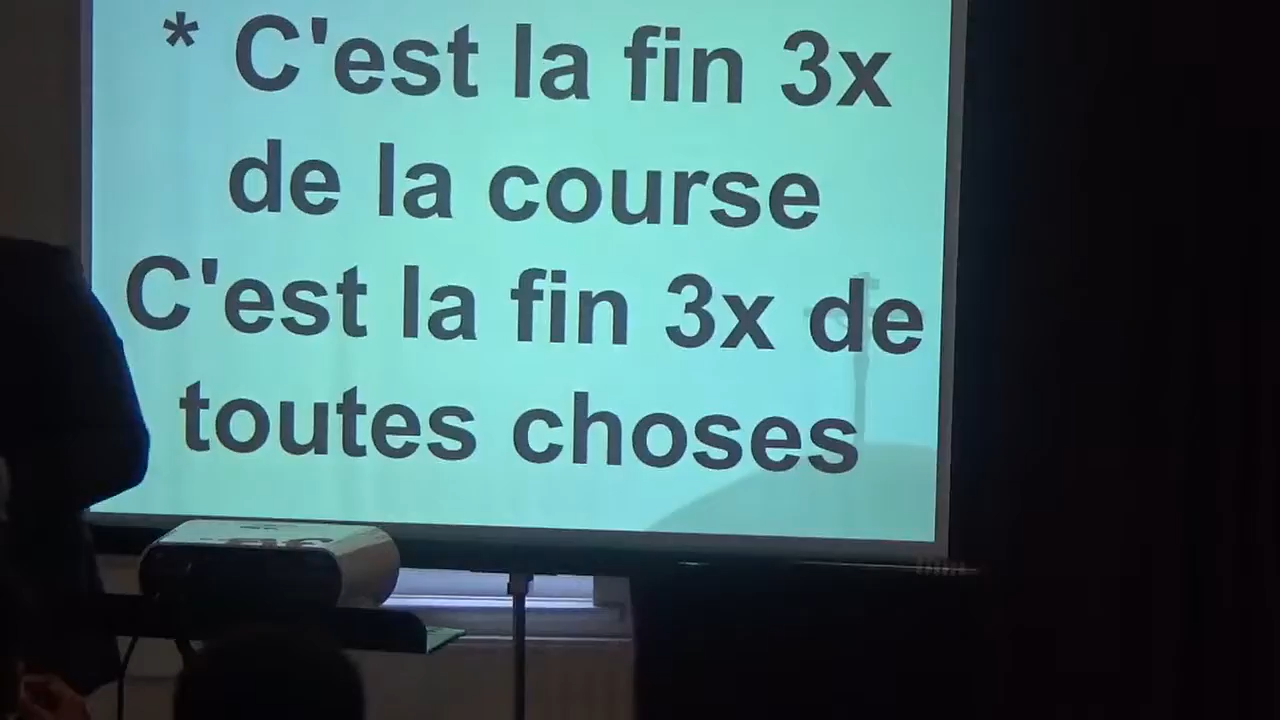 * C'est la fin 3x
de la course
C'est la fin 3x de
toutes choses